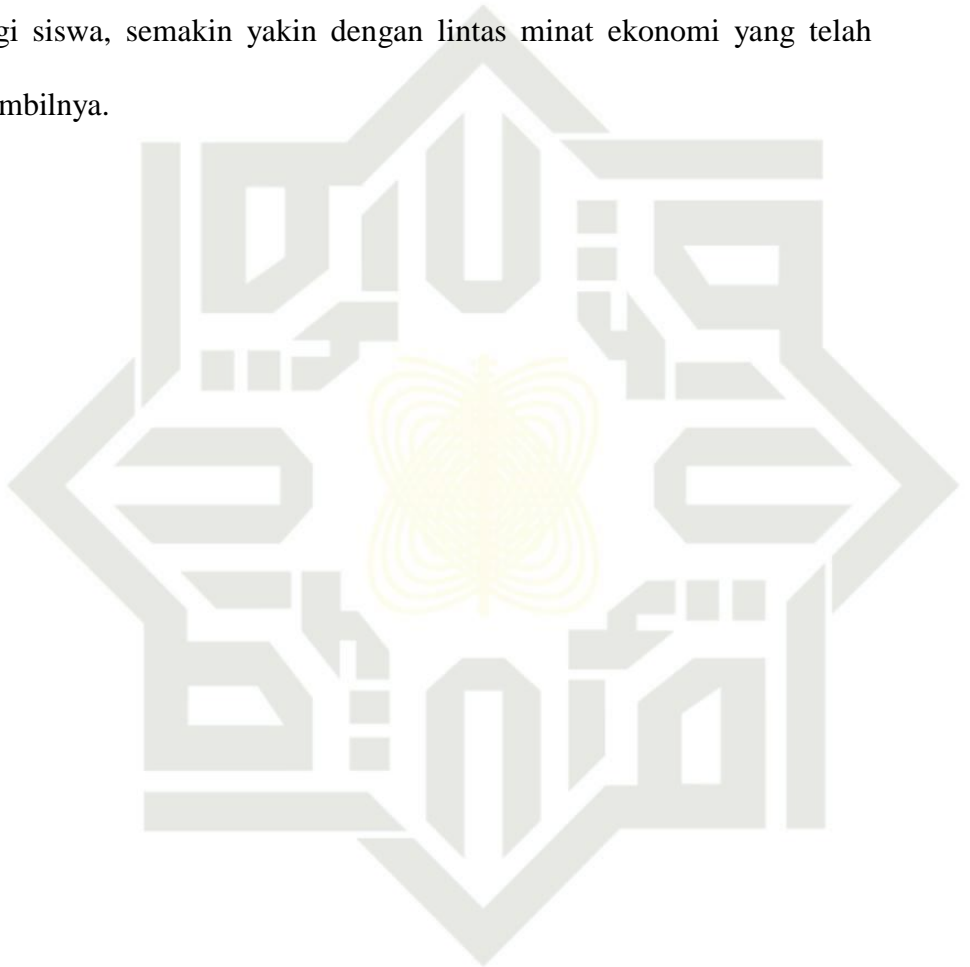 gi siswa, semakin yakin dengan lintas minat ekonomi yang telah
mbilnya.